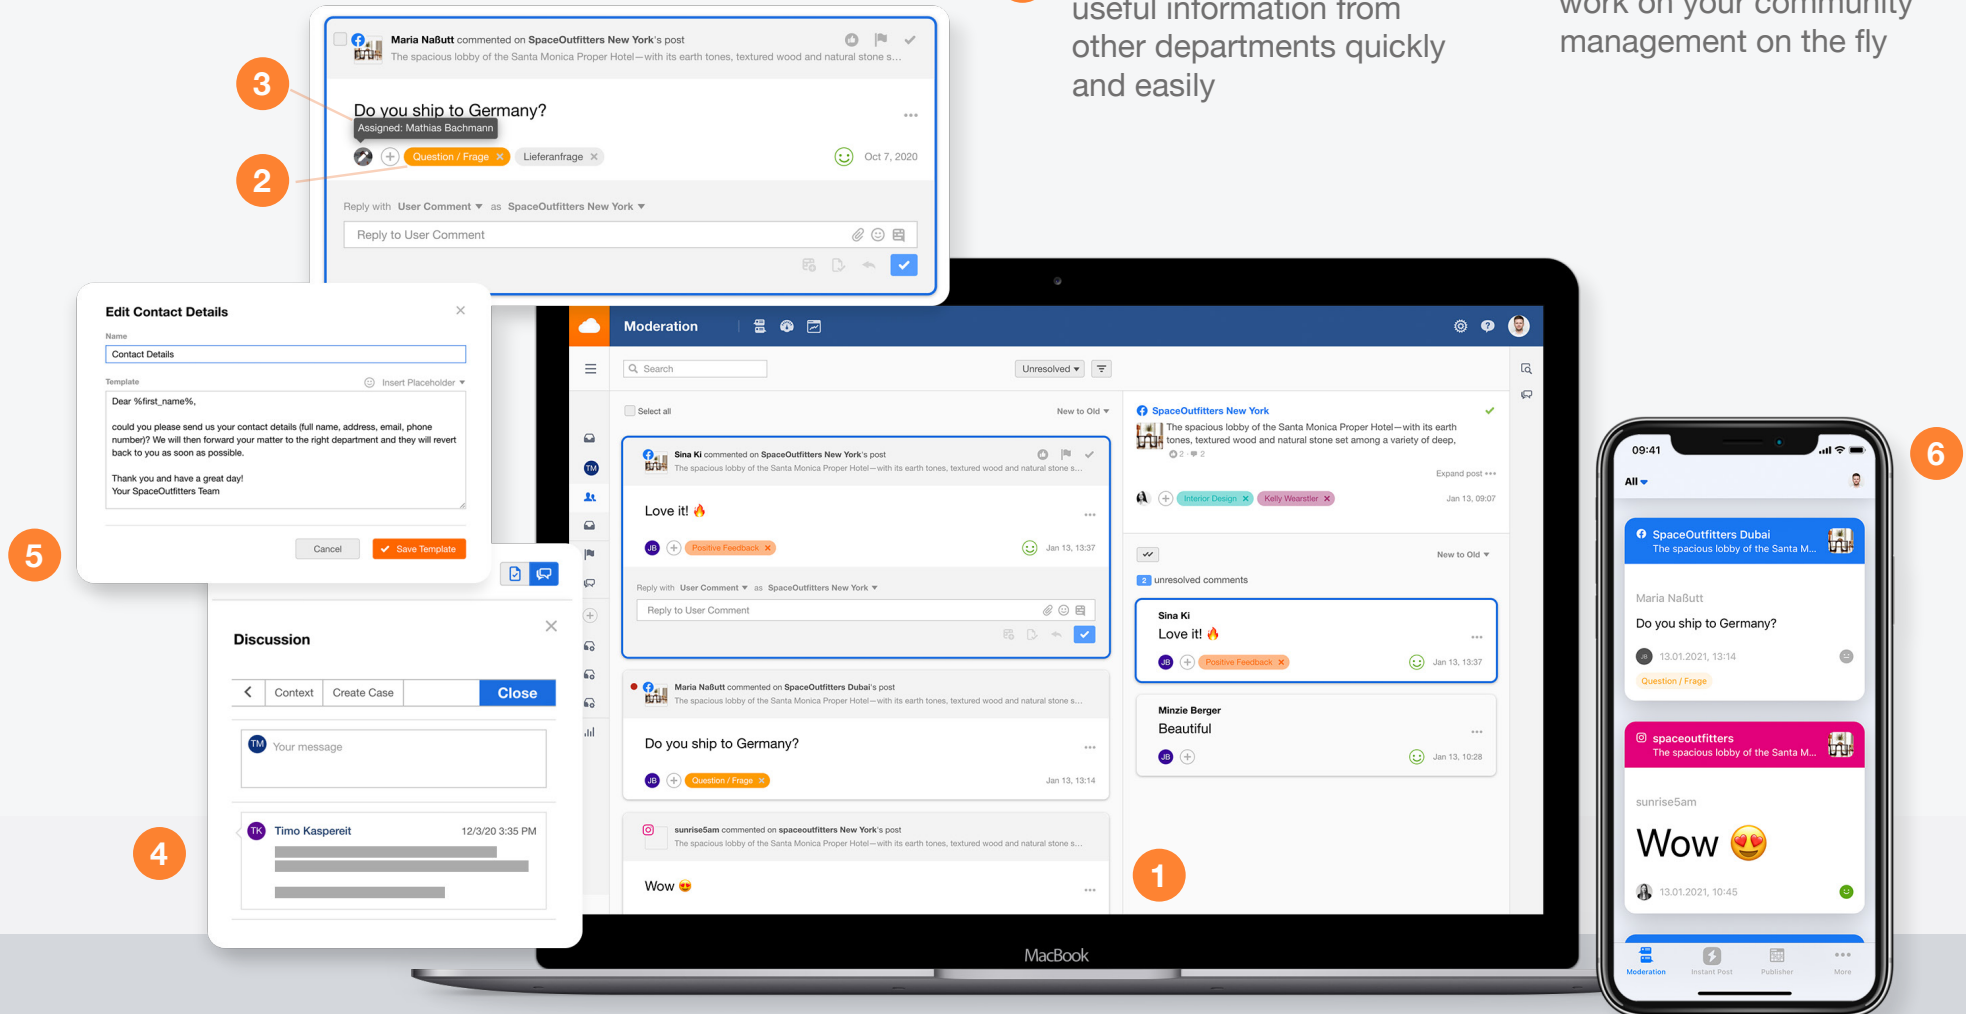 useful information from
other departments quickly
and easily
work on your community
management on the fly
3
2
Maria Naßutt commented on SpaceOutfitters New York's post
The spacious lobby of the Santa Monica Proper Hotel—with its earth tones, textured wood and natural stone s...
Do you ship to Germany?
Assigned: Mathias Bachmann
Question / Frage ×
Lieferanfrage ×
Oct 7, 2020
Reply with User Comment ▾ as SpaceOutfitters New York ▾
Reply to User Comment
5
Edit Contact Details
Name
Contact Details
Template
Insert Placeholder ▾
Dear %first_name%,
could you please send us your contact details (full name, address, email, phone
number)? We will then forward your matter to the right department and they will revert
back to you as soon as possible.
Thank you and have a great day!
Your SpaceOutfitters Team
Cancel
Save Template
4
Discussion
Context
Create Case
Close
TM
Your message
TK
Timo Kaspereit
12/3/20 3:35 PM
Moderation
Search
Unresolved ▾
TM
Select all
New to Old ▾
Sina Ki commented on SpaceOutfitters New York's post
The spacious lobby of the Santa Monica Proper Hotel—with its earth tones, textured wood and natural stone s...
Love it! 🔥
JB
Positive Feedback ×
Jan 13, 13:37
Reply with User Comment ▾ as SpaceOutfitters New York ▾
Reply to User Comment
Maria Naßutt commented on SpaceOutfitters Dubai's post
The spacious lobby of the Santa Monica Proper Hotel—with its earth tones, textured wood and natural stone s...
Do you ship to Germany?
JB
Question / Frage ×
Jan 13, 13:14
sunrise5am commented on spaceoutfitters New York's post
The spacious lobby of the Santa Monica Proper Hotel—with its earth tones, textured wood and natural stone s...
Wow 😍
SpaceOutfitters New York
The spacious lobby of the Santa Monica Proper Hotel—with its earth
tones, textured wood and natural stone set among a variety of deep,
2 · 2
Expand post
Interior Design ×
Kelly Wearstler ×
Jan 13, 09:07
New to Old ▾
2 unresolved comments
Sina Ki
Love it! 🔥
JB
Positive Feedback ×
Jan 13, 13:37
Minzie Berger
Beautiful
JB
Jan 13, 10:28
1
MacBook
6
09:41
All ▾
SpaceOutfitters Dubai
The spacious lobby of the Santa M...
Maria Naßutt
Do you ship to Germany?
JB
13.01.2021, 13:14
Question / Frage
spaceoutfitters
The spacious lobby of the Santa M...
sunrise5am
Wow 😍
13.01.2021, 10:45
Moderation
Instant Post
Publisher
More